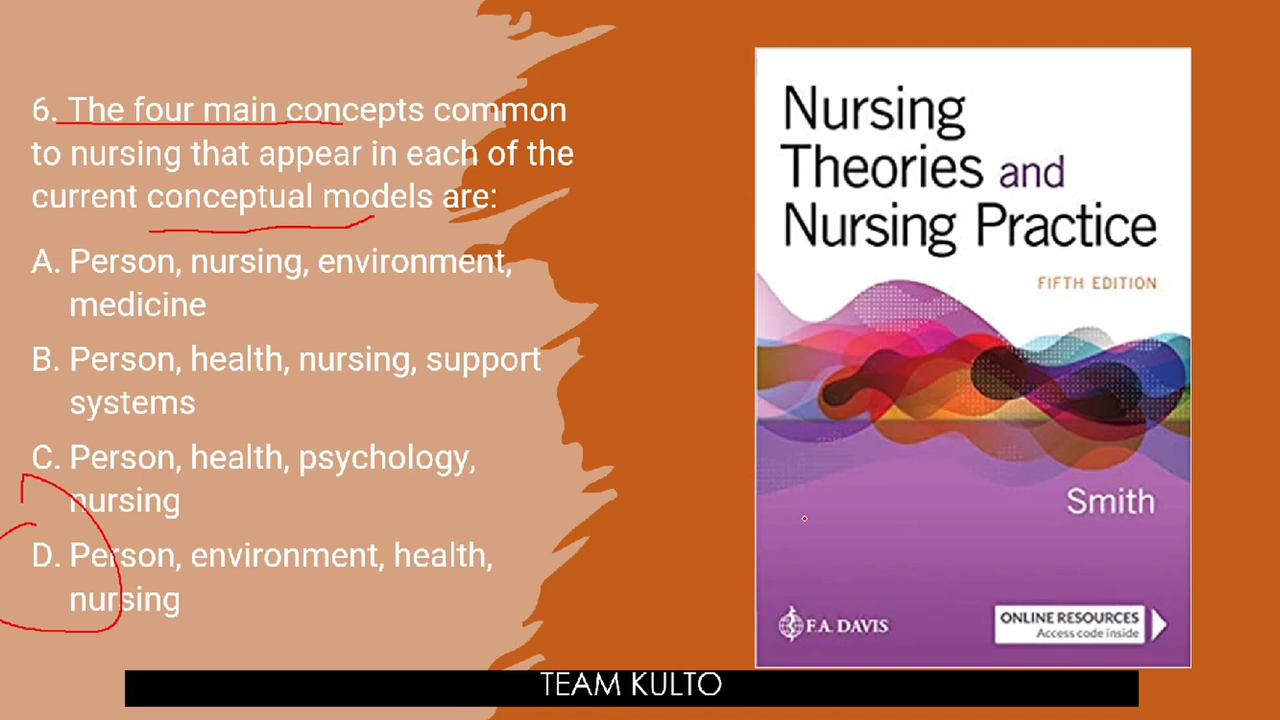 6. The four main concepts common
to nursing that appear in each of the
current conceptual models are:
A. Person, nursing, environment,
medicine
B. Person, health, nursing, support
systems
C. Person, health, psychology,
nursing
D. Person, environment, health,
nursing
Nursing
Theories and
Nursing Practice
FIFTH EDITION
Smith
F.A. DAVIS
ONLINE RESOURCES
Access code inside
TEAM KULTO